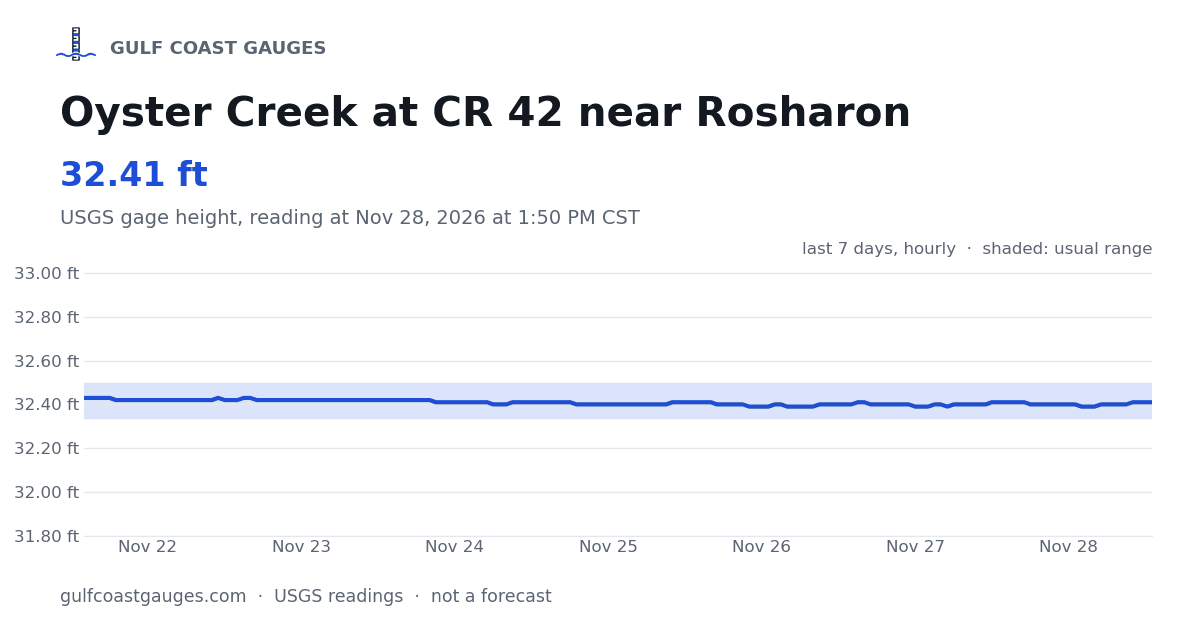 GULF COAST GAUGES
Oyster Creek at CR 42 near Rosharon
32.41 ft
USGS gage height, reading at Nov 28, 2026 at 1:50 PM CST
last 7 days, hourly · shaded: usual range
33.00 ft
32.80 ft
32.60 ft
32.40 ft
32.20 ft
32.00 ft
31.80 ft
Nov 22 Nov 23 Nov 24 Nov 25 Nov 26 Nov 27 Nov 28
gulfcoastgauges.com · USGS readings · not a forecast